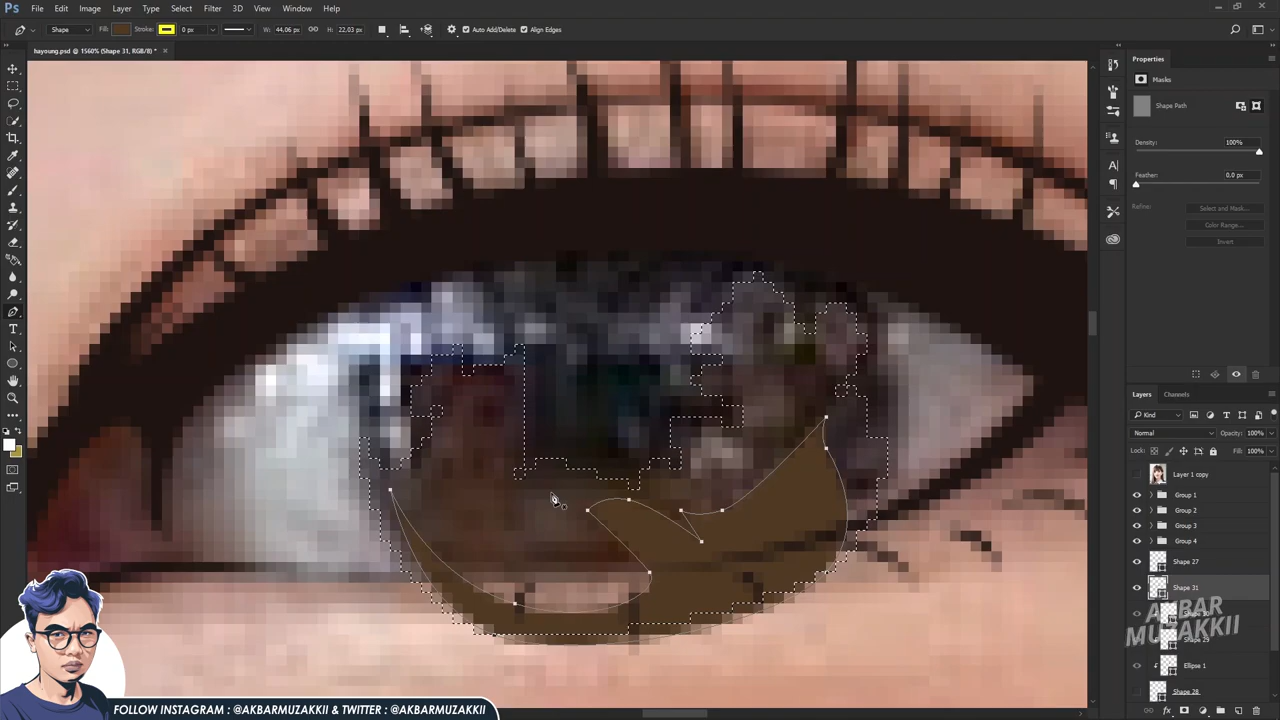 Ps File Edit Image Layer Type Select Filter 3D View Window Help
Shape Fill: Stroke: 0 px W: 44,06 px H: 22,03 px Auto Add/Delete Align Edges
hayoung.psd @ 1560% (Shape 31, RGB/8) *
Properties
Masks
Shape Path
Density: 100%
Feather: 0.0 px
Refine: Select and Mask...
Color Range...
Invert
Layers Channels
Kind
Normal Opacity: 100%
Lock: Fill: 100%
Layer 1 copy
Group 1
Group 2
Group 3
Group 4
Shape 27
Shape 31
Ellipse 1
Shape 28
AKBAR
MUZAKKII
FOLLOW INSTAGRAM : @AKBARMUZAKKII & TWITTER : @AKBARMUZAKKII